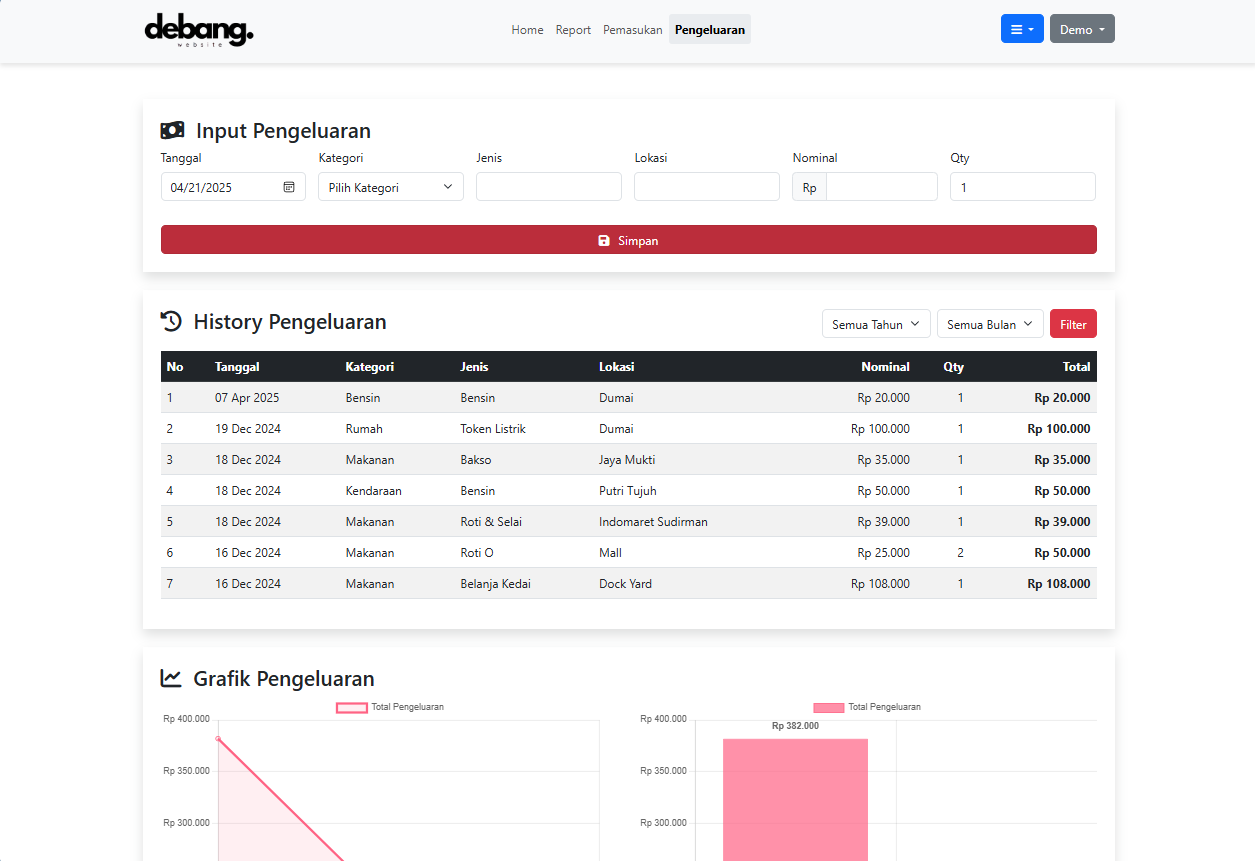 debang.
website
Home Report Pemasukan Pengeluaran
Demo
Input Pengeluaran
Tanggal Kategori Jenis Lokasi Nominal Qty
04/21/2025 Pilih Kategori Rp 1
Simpan
History Pengeluaran
Semua Tahun Semua Bulan Filter
No Tanggal Kategori Jenis Lokasi Nominal Qty Total
1 07 Apr 2025 Bensin Bensin Dumai Rp 20.000 1 Rp 20.000
2 19 Dec 2024 Rumah Token Listrik Dumai Rp 100.000 1 Rp 100.000
3 18 Dec 2024 Makanan Bakso Jaya Mukti Rp 35.000 1 Rp 35.000
4 18 Dec 2024 Kendaraan Bensin Putri Tujuh Rp 50.000 1 Rp 50.000
5 18 Dec 2024 Makanan Roti & Selai Indomaret Sudirman Rp 39.000 1 Rp 39.000
6 16 Dec 2024 Makanan Roti O Mall Rp 25.000 2 Rp 50.000
7 16 Dec 2024 Makanan Belanja Kedai Dock Yard Rp 108.000 1 Rp 108.000
Grafik Pengeluaran
Total Pengeluaran
Rp 400.000
Rp 350.000
Rp 300.000
Total Pengeluaran
Rp 400.000
Rp 382.000
Rp 350.000
Rp 300.000